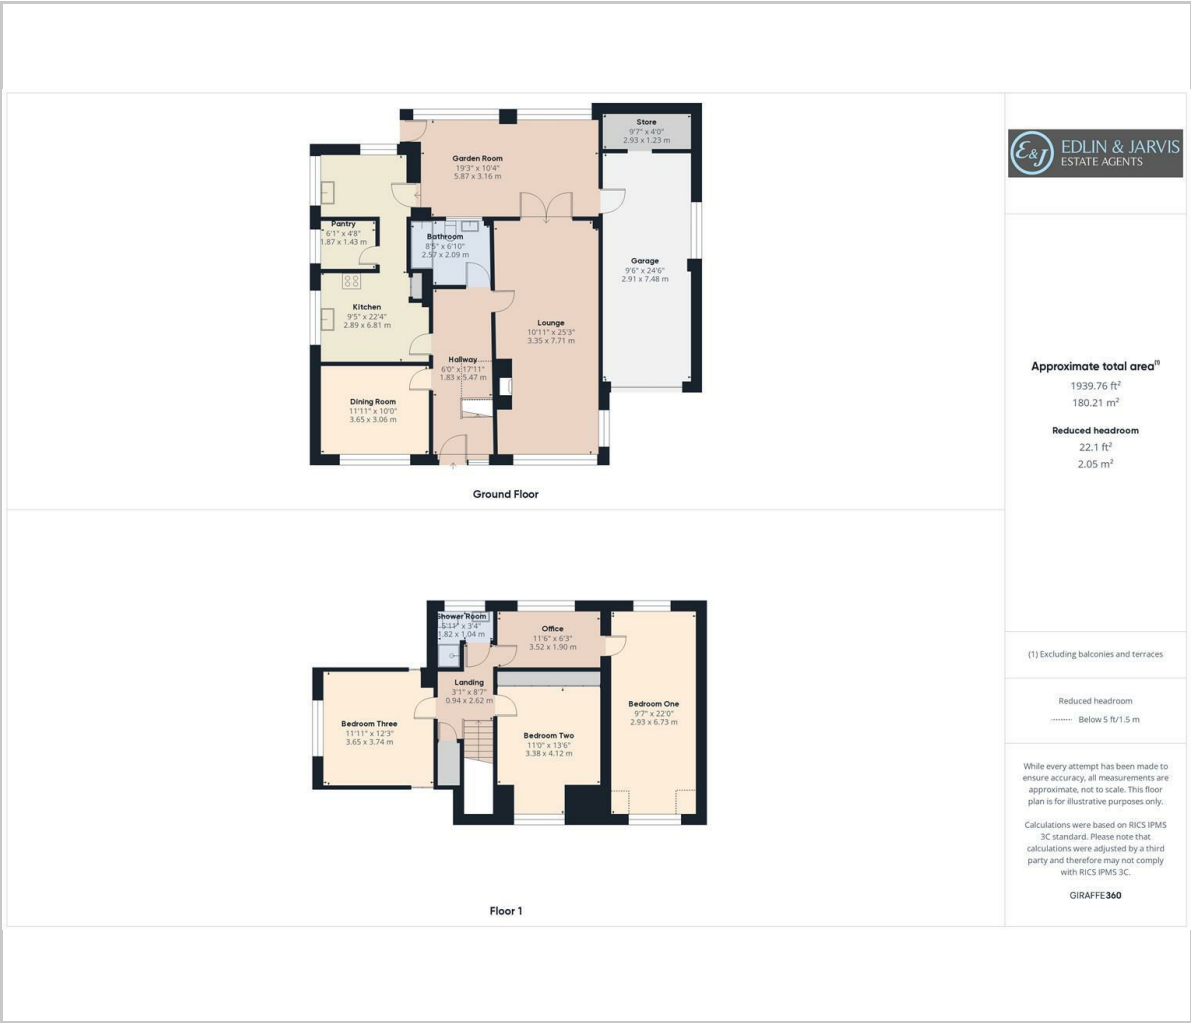 Store
9'7" x 4'0"
2.93 x 1.23 m
Garden Room
19'3" x 10'4"
5.87 x 3.16 m
Pantry
6'1" x 4'8"
1.87 x 1.43 m
Bathroom
8'5" x 6'10"
2.57 x 2.09 m
Garage
9'6" x 24'6"
2.91 x 7.48 m
Kitchen
9'5" x 22'4"
2.89 x 6.81 m
Lounge
10'11" x 25'3"
3.35 x 7.71 m
Hallway
6'0" x 17'11"
1.83 x 5.47 m
Dining Room
11'11" x 10'0"
3.65 x 3.06 m
Ground Floor
Shower Room
5'11" x 3'4"
1.82 x 1.04 m
Office
11'6" x 6'3"
3.52 x 1.90 m
Landing
3'1" x 8'7"
0.94 x 2.62 m
Bedroom One
9'7" x 22'0"
2.93 x 6.73 m
Bedroom Three
11'11" x 12'3"
3.65 x 3.74 m
Bedroom Two
11'0" x 13'6"
3.38 x 4.12 m
Floor 1
E&J EDLIN & JARVIS
ESTATE AGENTS
Approximate total area(1)
1939.76 ft²
180.21 m²
Reduced headroom
22.1 ft²
2.05 m²
(1) Excluding balconies and terraces
Reduced headroom
Below 5 ft/1.5 m
While every attempt has been made to
ensure accuracy, all measurements are
approximate, not to scale. This floor
plan is for illustrative purposes only.
Calculations were based on RICS IPMS
3C standard. Please note that
calculations were adjusted by a third
party and therefore may not comply
with RICS IPMS 3C.
GIRAFFE360